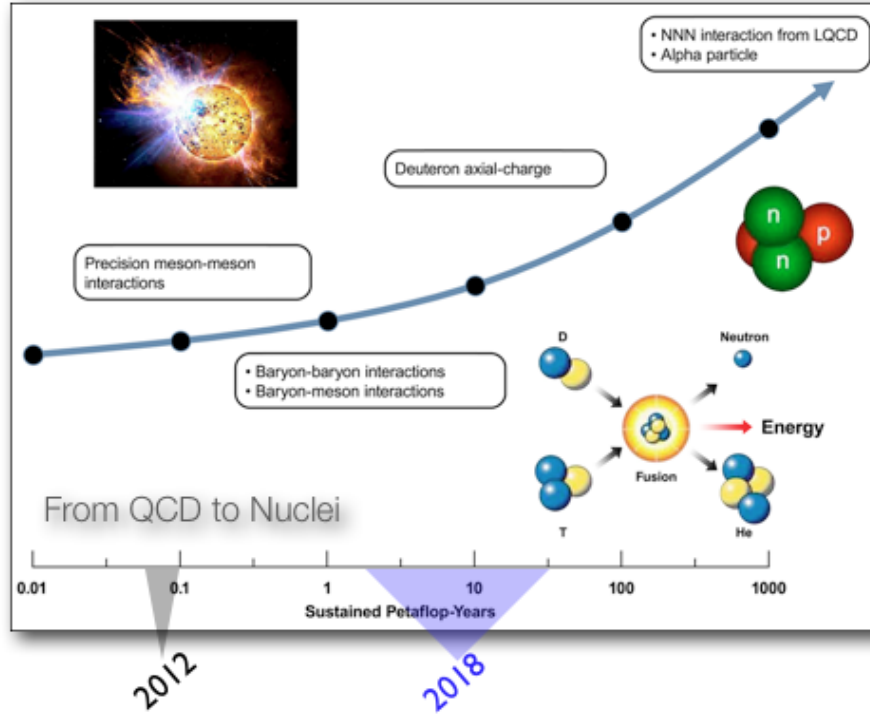 • NNN interaction from LQCD
• Alpha particle
Deuteron axial-charge
n
p
n
Precision meson-meson
interactions
• Baryon-baryon interactions
• Baryon-meson interactions
D
Neutron
Energy
Fusion
T
He
From QCD to Nuclei
0.01 0.1 1 10 100 1000
Sustained Petaflop-Years
2012
2018